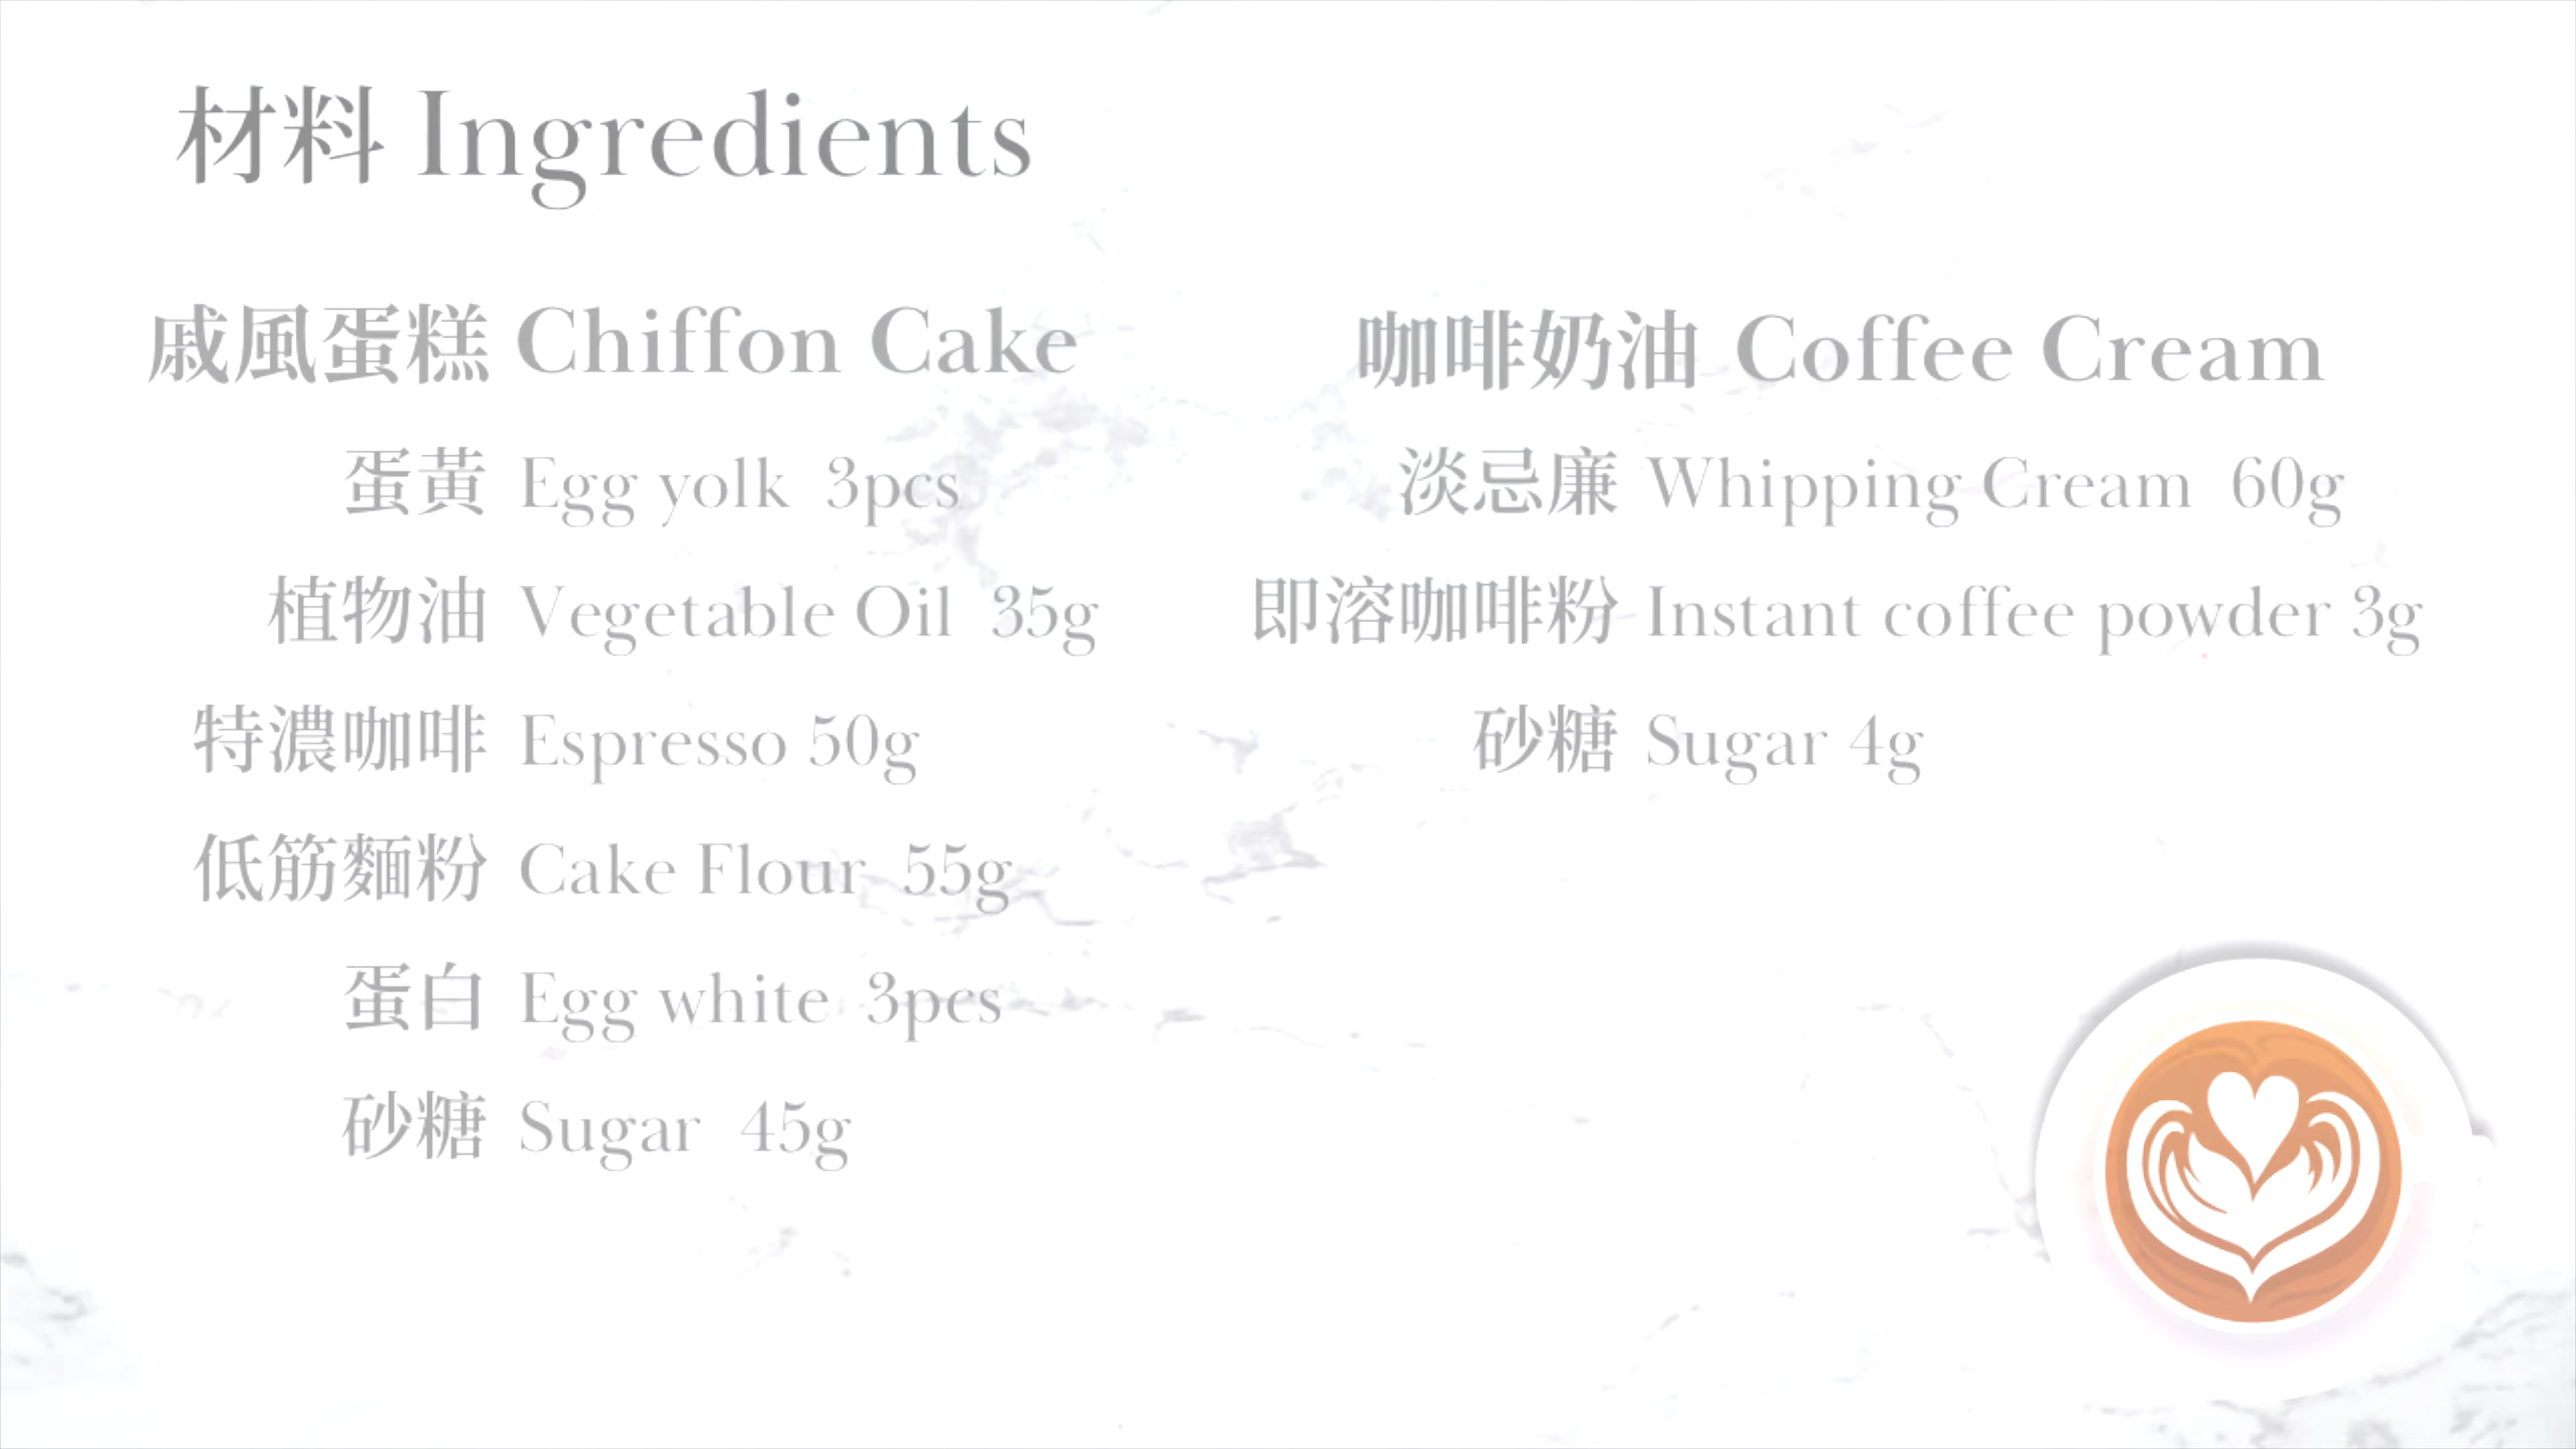 材料 Ingredients
戚風蛋糕 Chiffon Cake
蛋黃 Egg yolk 3pcs
植物油 Vegetable Oil 35g
特濃咖啡 Espresso 50g
低筋麵粉 Cake Flour 55g
蛋白 Egg white 3pcs
砂糖 Sugar 45g
咖啡奶油 Coffee Cream
淡忌廉 Whipping Cream 60g
即溶咖啡粉 Instant coffee powder 3g
砂糖 Sugar 4g